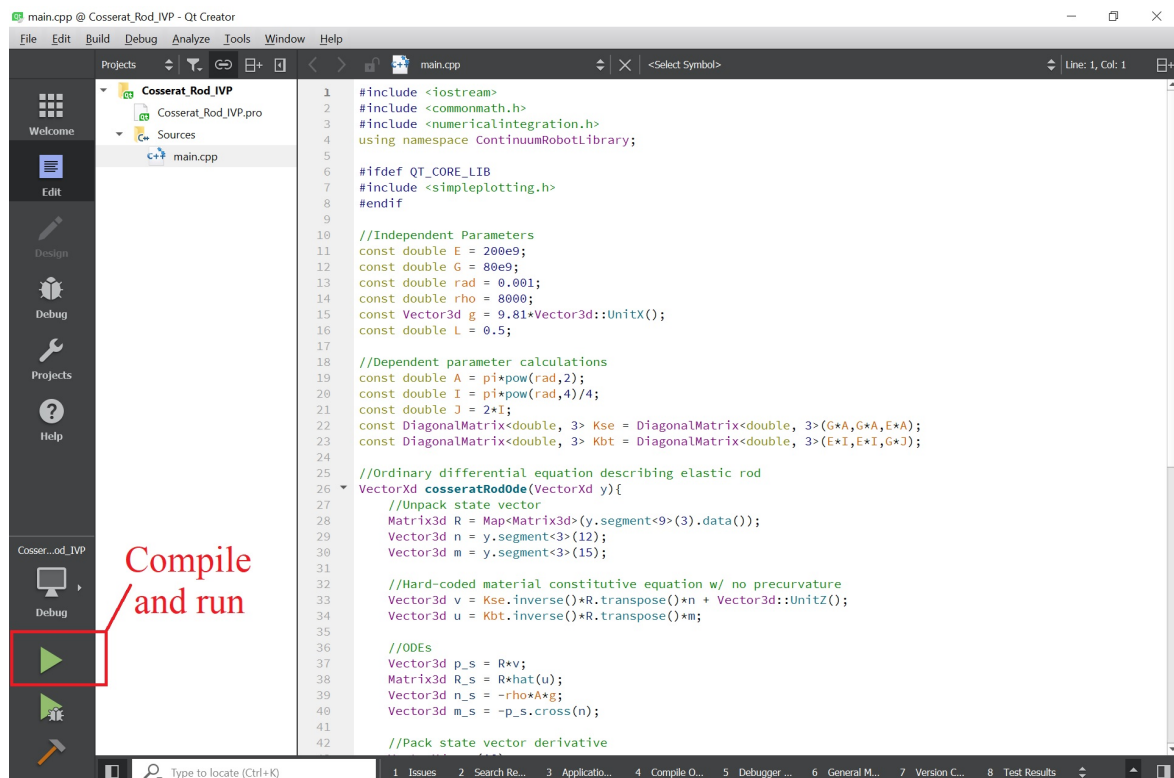 main.cpp @ Cosserat_Rod_IVP - Qt Creator
File Edit Build Debug Analyze Tools Window Help
Projects main.cpp <Select Symbol> Line: 1, Col: 1
Welcome
Edit
Design
Debug
Projects
Help
Cosser...od_IVP
Debug
Cosserat_Rod_IVP
Cosserat_Rod_IVP.pro
Sources
main.cpp
Compile
and run
1 #include <iostream>
2 #include <commonmath.h>
3 #include <numericalintegration.h>
4 using namespace ContinuumRobotLibrary;
5
6 #ifdef QT_CORE_LIB
7 #include <simpleplotting.h>
8 #endif
9
10 //Independent Parameters
11 const double E = 200e9;
12 const double G = 80e9;
13 const double rad = 0.001;
14 const double rho = 8000;
15 const Vector3d g = 9.81*Vector3d::UnitX();
16 const double L = 0.5;
17
18 //Dependent parameter calculations
19 const double A = pi*pow(rad,2);
20 const double I = pi*pow(rad,4)/4;
21 const double J = 2*I;
22 const DiagonalMatrix<double, 3> Kse = DiagonalMatrix<double, 3>(G*A,G*A,E*A);
23 const DiagonalMatrix<double, 3> Kbt = DiagonalMatrix<double, 3>(E*I,E*I,G*J);
24
25 //Ordinary differential equation describing elastic rod
26 VectorXd cosseratRodOde(VectorXd y){
27 //Unpack state vector
28 Matrix3d R = Map<Matrix3d>(y.segment<9>(3).data());
29 Vector3d n = y.segment<3>(12);
30 Vector3d m = y.segment<3>(15);
31
32 //Hard-coded material constitutive equation w/ no precurvature
33 Vector3d v = Kse.inverse()*R.transpose()*n + Vector3d::UnitZ();
34 Vector3d u = Kbt.inverse()*R.transpose()*m;
35
36 //ODEs
37 Vector3d p_s = R*v;
38 Matrix3d R_s = R*hat(u);
39 Vector3d n_s = -rho*A*g;
40 Vector3d m_s = -p_s.cross(n);
41
42 //Pack state vector derivative
Type to locate (Ctrl+K) 1 Issues 2 Search Re... 3 Applicatio... 4 Compile O... 5 Debugger ... 6 General M... 7 Version C... 8 Test Results